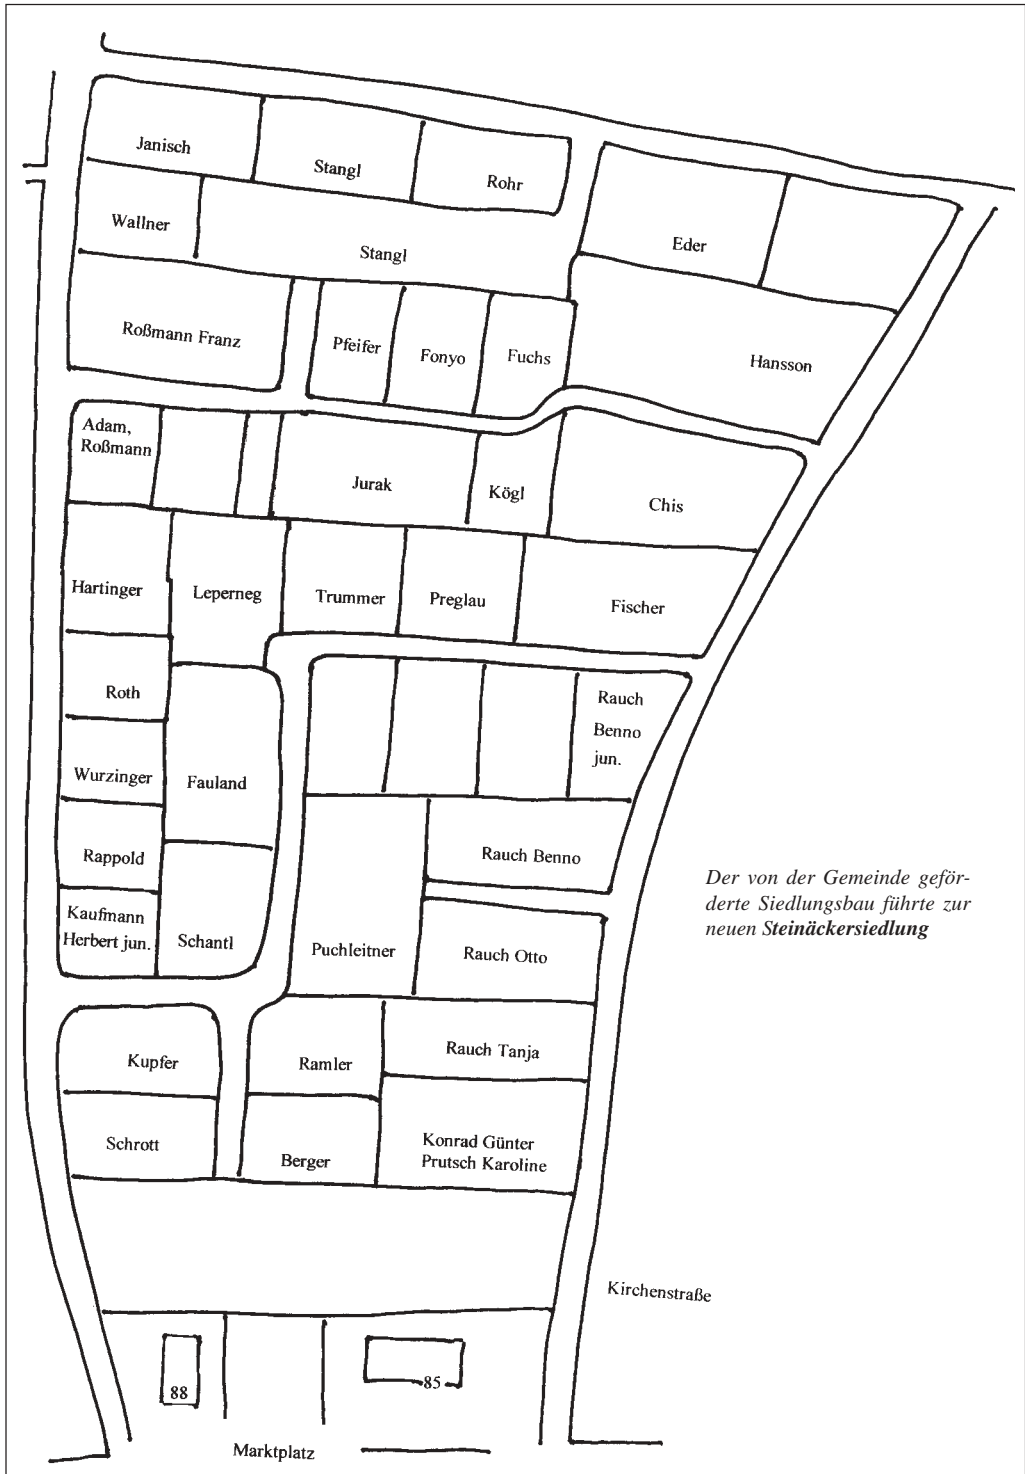 Janisch
Stangl
Rohr
Wallner
Stangl
Eder
Roßmann Franz
Pfeifer
Fonyo
Fuchs
Hansson
Adam,
Roßmann
Jurak
Kögl
Chis
Hartinger
Leperneg
Trummer
Preglau
Fischer
Roth
Rauch
Benno
jun.
Wurzinger
Fauland
Rappold
Rauch Benno
Kaufmann
Herbert jun.
Schantl
Puchleitner
Rauch Otto
Der von der Gemeinde geför-
derte Siedlungsbau führte zur
neuen Steinäckersiedlung
Kupfer
Ramler
Rauch Tanja
Schrott
Berger
Konrad Günter
Prutsch Karoline
Kirchenstraße
88
85
Marktplatz